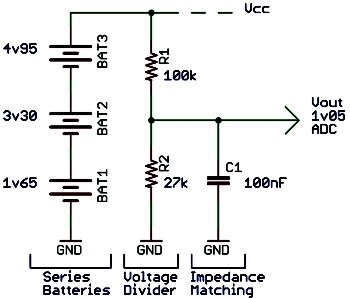 Vcc
4v95
BAT3
R1
100k
3v30
BAT2
Vout
1v05
ADC
1v65
BAT1
R2
27k
C1
100nF
GND
GND
GND
Series
Batteries
Voltage
Divider
Impedance
Matching